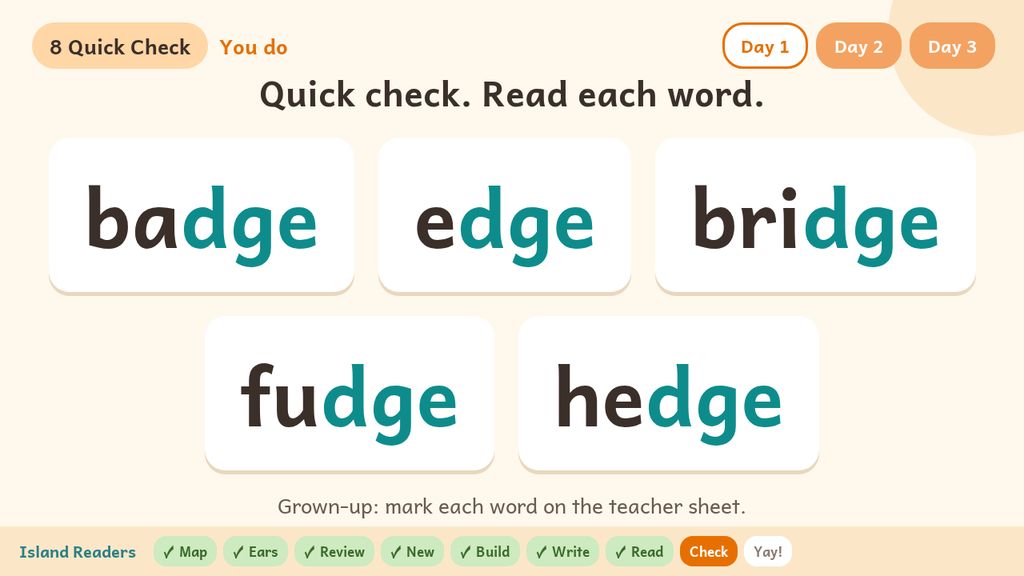 8 Quick Check You do Day 1 Day 2 Day 3
Quick check. Read each word.
badge edge bridge
fudge hedge
Grown-up: mark each word on the teacher sheet.
Island Readers ✓ Map ✓ Ears ✓ Review ✓ New ✓ Build ✓ Write ✓ Read Check Yay!